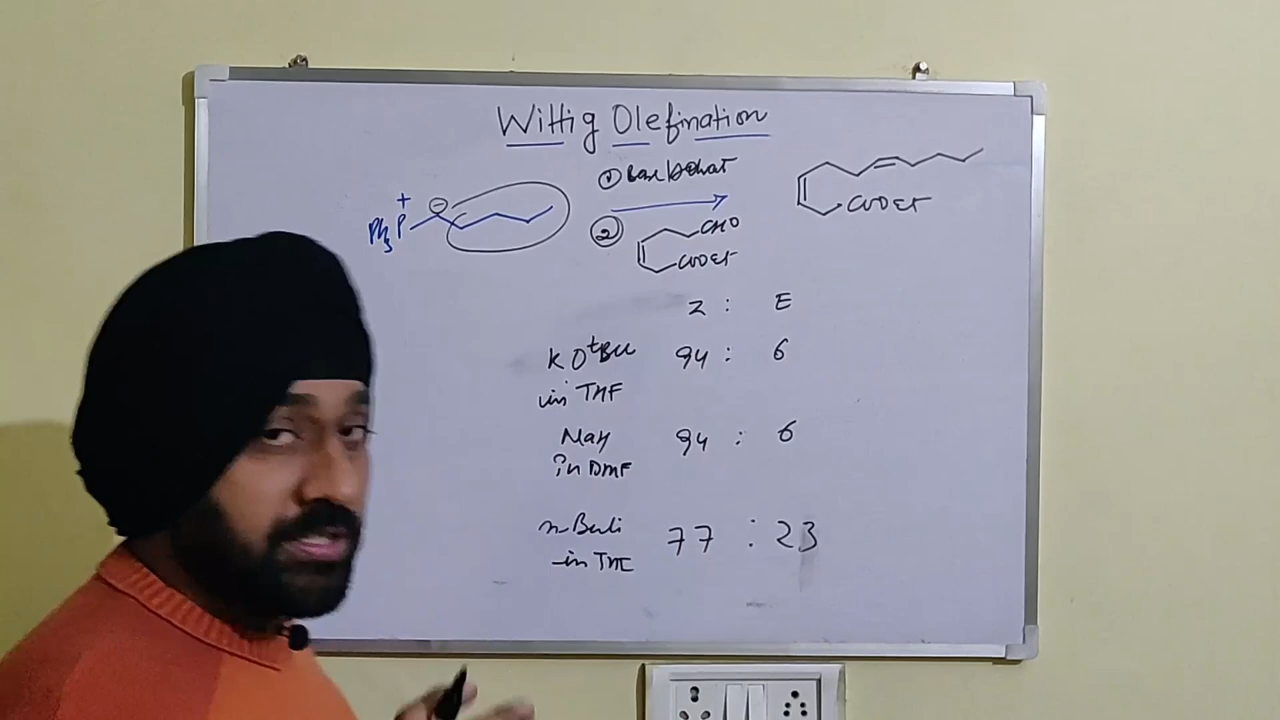 Wittig Olefination
① Base / Solvent
+
⊖
Ph3P
②
CHO
COOEt
COOEt
Z : E
KOtBu 94 : 6
in THF
NaH 94 : 6
in DMF
n-BuLi 77 : 23
in THF